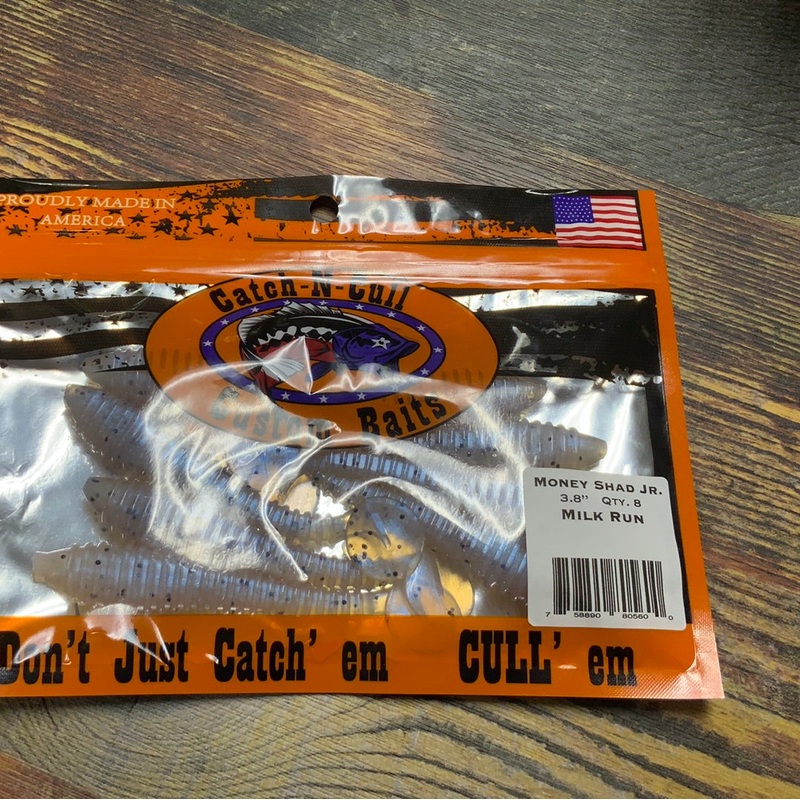 PROUDLY MADE IN
AMERICA
Catch-N-Cull
Custom Baits
MONEY SHAD JR.
3.8" QTY. 8
MILK RUN
7 58890 80560 0
Don't Just Catch' em CULL' em